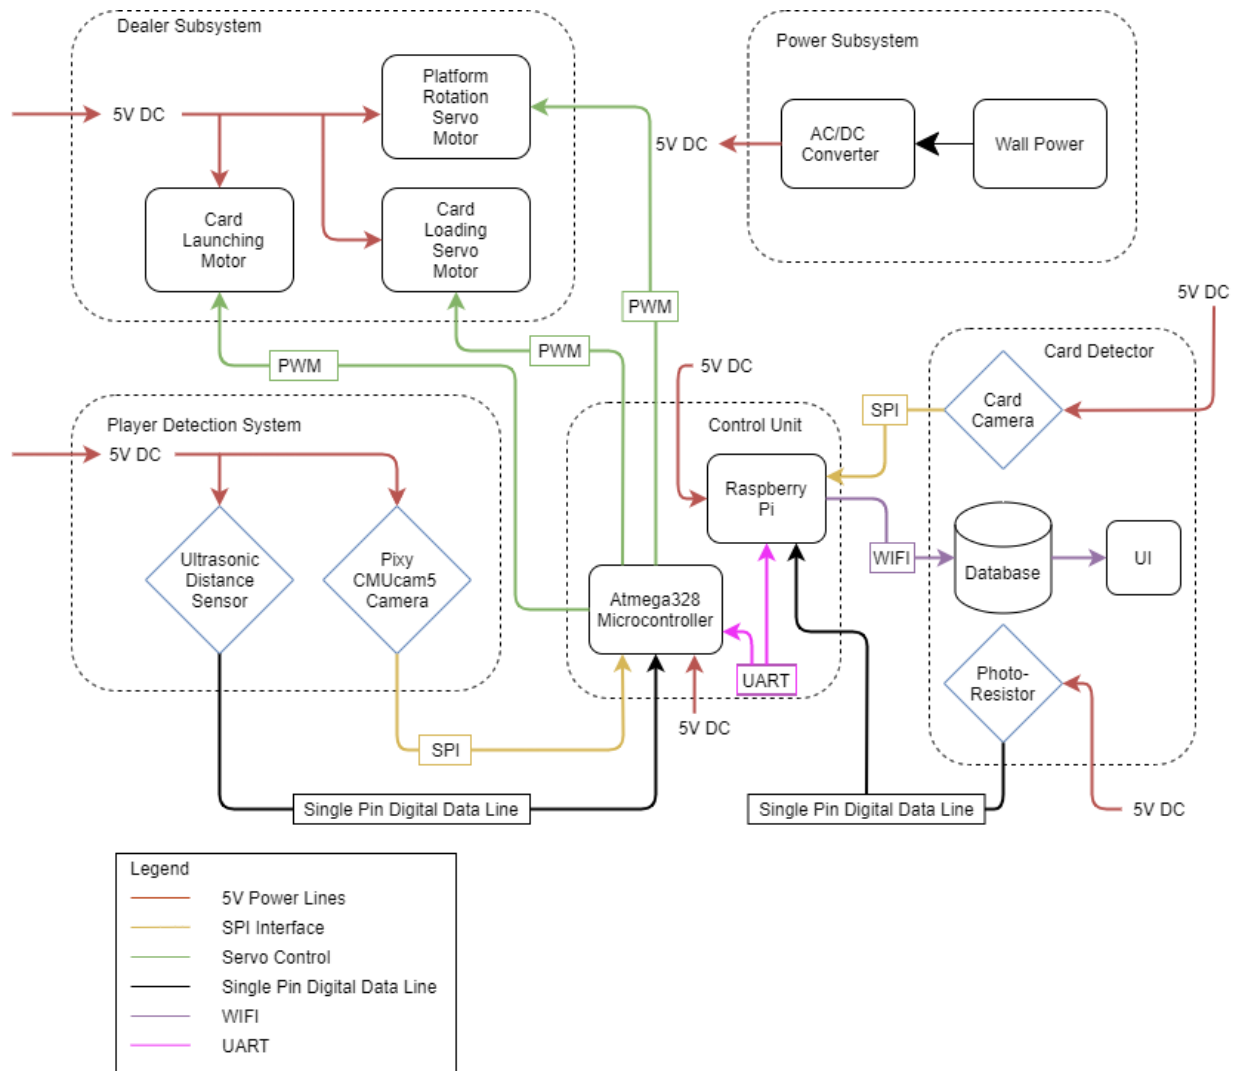 Dealer Subsystem
5V DC
Platform
Rotation
Servo
Motor
Card
Launching
Motor
Card
Loading
Servo
Motor
Power Subsystem
5V DC
AC/DC
Converter
Wall Power
PWM
PWM
PWM
5V DC
5V DC
Card Detector
Card
Camera
SPI
Player Detection System
5V DC
Ultrasonic
Distance
Sensor
Pixy
CMUcam5
Camera
Control Unit
Raspberry
Pi
WIFI
Database
UI
Atmega328
Microcontroller
UART
5V DC
Photo-
Resistor
5V DC
SPI
Single Pin Digital Data Line
Single Pin Digital Data Line
Legend
5V Power Lines
SPI Interface
Servo Control
Single Pin Digital Data Line
WIFI
UART